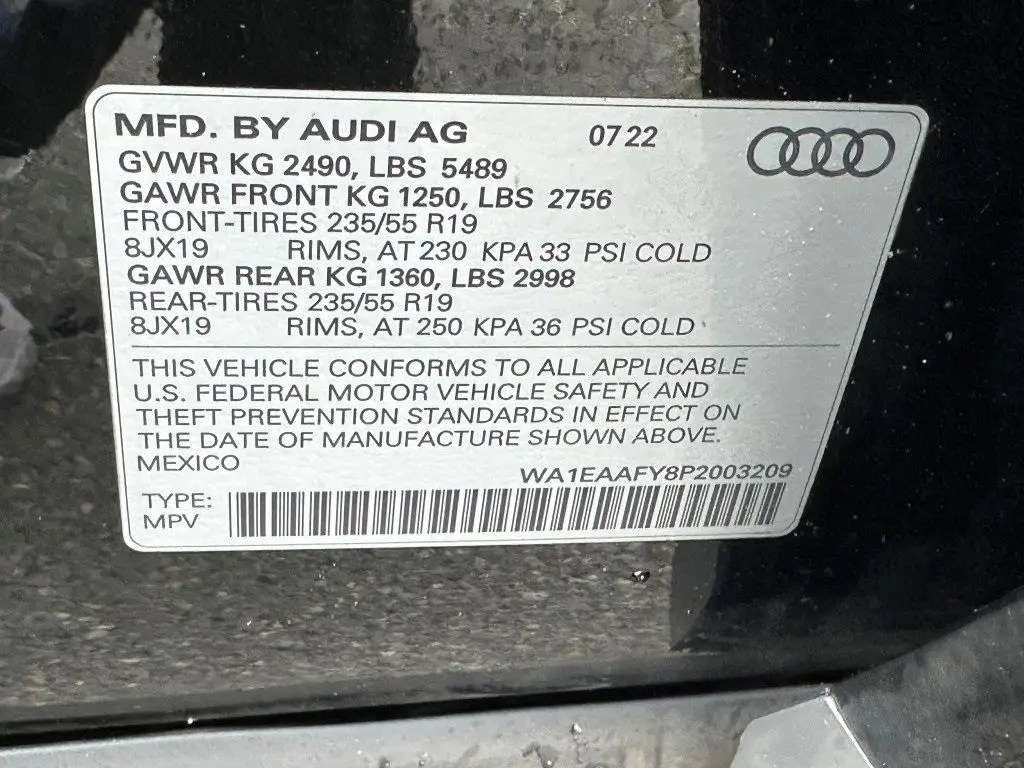 MFD. BY AUDI AG 07 22
GVWR KG 2490, LBS 5489
GAWR FRONT KG 1250, LBS 2756
FRONT-TIRES 235/55 R19
8JX19 RIMS, AT 230 KPA 33 PSI COLD
GAWR REAR KG 1360, LBS 2998
REAR-TIRES 235/55 R19
8JX19 RIMS, AT 250 KPA 36 PSI COLD
THIS VEHICLE CONFORMS TO ALL APPLICABLE
U.S. FEDERAL MOTOR VEHICLE SAFETY AND
THEFT PREVENTION STANDARDS IN EFFECT ON
THE DATE OF MANUFACTURE SHOWN ABOVE.
MEXICO
WA1EAAFY8P2003209
TYPE:
MPV